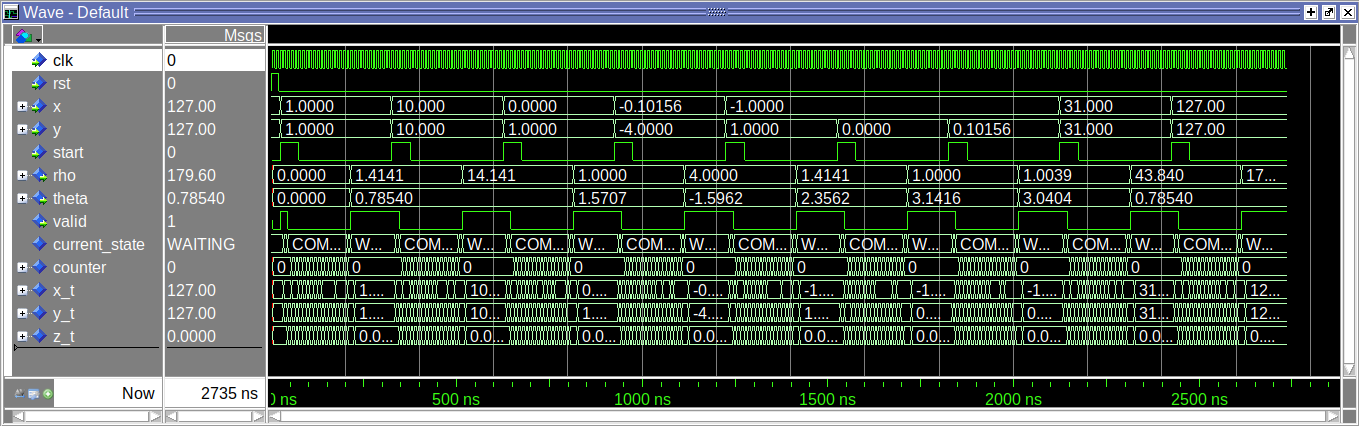 Wave - Default
Msgs
clk 0
rst 0
x 127.00 1.0000 10.000 0.0000 -0.10156 -1.0000 31.000 127.00
y 127.00 1.0000 10.000 1.0000 -4.0000 1.0000 0.0000 0.10156 31.000 127.00
start 0
rho 179.60 0.0000 1.4141 14.141 1.0000 4.0000 1.4141 1.0000 1.0039 43.840 17...
theta 0.78540 0.0000 0.78540 1.5707 -1.5962 2.3562 3.1416 3.0404 0.78540
valid 1
current_state WAITING COM... W... COM... W... COM... W... COM... W... COM... W... COM... W... COM... W... COM... W... COM... W...
counter 0 0 0 0 0 0 0 0 0 0 0
x_t 127.00 1.... 10... 0.... -0... -1... -1... -1... 31... 12...
y_t 127.00 1.... 10... 1.... -4... 1.... 0.... 0.... 31... 12...
z_t 0.0000 0.0... 0.0... 0.0... 0.0... 0.0... 0.0... 0.0... 0.0... 0....
Now 2735 ns 0 ns 500 ns 1000 ns 1500 ns 2000 ns 2500 ns